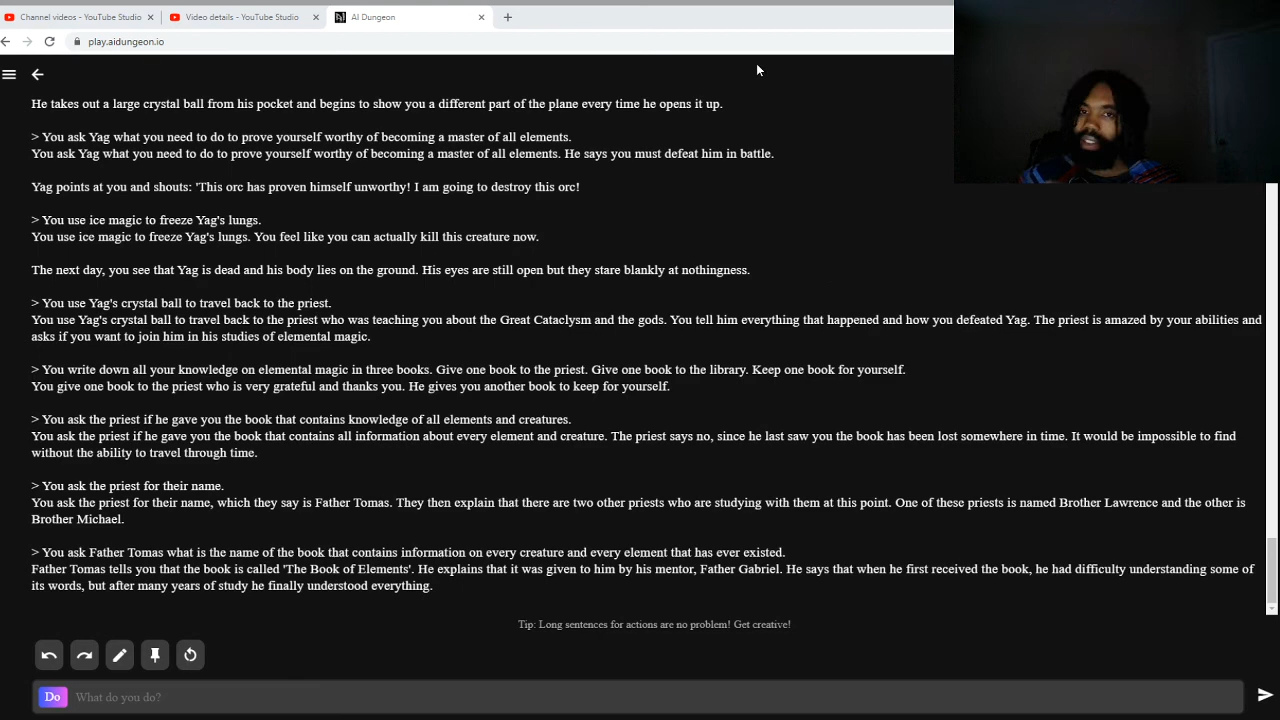 Channel videos - YouTube Studio
Video details - YouTube Studio
AI Dungeon
play.aidungeon.io
He takes out a large crystal ball from his pocket and begins to show you a different part of the plane every time he opens it up.
> You ask Yag what you need to do to prove yourself worthy of becoming a master of all elements.
You ask Yag what you need to do to prove yourself worthy of becoming a master of all elements. He says you must defeat him in battle.
Yag points at you and shouts: 'This orc has proven himself unworthy! I am going to destroy this orc!
> You use ice magic to freeze Yag's lungs.
You use ice magic to freeze Yag's lungs. You feel like you can actually kill this creature now.
The next day, you see that Yag is dead and his body lies on the ground. His eyes are still open but they stare blankly at nothingness.
> You use Yag's crystal ball to travel back to the priest.
You use Yag's crystal ball to travel back to the priest who was teaching you about the Great Cataclysm and the gods. You tell him everything that happened and how you defeated Yag. The priest is amazed by your abilities and
asks if you want to join him in his studies of elemental magic.
> You write down all your knowledge on elemental magic in three books. Give one book to the priest. Give one book to the library. Keep one book for yourself.
You give one book to the priest who is very grateful and thanks you. He gives you another book to keep for yourself.
> You ask the priest if he gave you the book that contains knowledge of all elements and creatures.
You ask the priest if he gave you the book that contains all information about every element and creature. The priest says no, since he last saw you the book has been lost somewhere in time. It would be impossible to find
without the ability to travel through time.
> You ask the priest for their name.
You ask the priest for their name, which they say is Father Tomas. They then explain that there are two other priests who are studying with them at this point. One of these priests is named Brother Lawrence and the other is
Brother Michael.
> You ask Father Tomas what is the name of the book that contains information on every creature and every element that has ever existed.
Father Tomas tells you that the book is called 'The Book of Elements'. He explains that it was given to him by his mentor, Father Gabriel. He says that when he first received the book, he had difficulty understanding some of
its words, but after many years of study he finally understood everything.
Tip: Long sentences for actions are no problem! Get creative!
Do What do you do?